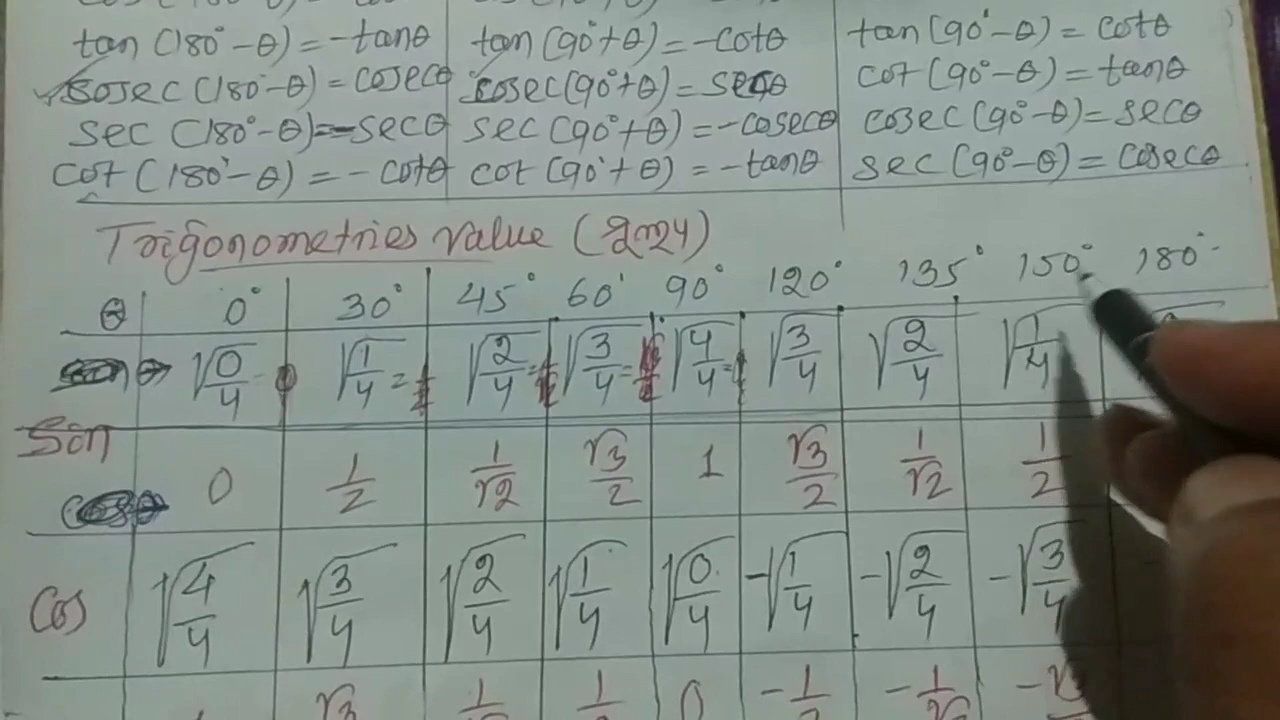 tan (180° - θ) = - tanθ tan (90° + θ) = - cotθ tan (90° - θ) = cotθ
cosec (180° - θ) = cosecθ cosec (90° + θ) = secθ cot (90° - θ) = tanθ
sec (180° - θ) = - secθ sec (90° + θ) = - cosecθ cosec (90° - θ) = secθ
cot (180° - θ) = - cotθ cot (90° + θ) = - tanθ sec (90° - θ) = cosecθ
Trigonometries value (মূল্য)
θ 0° 30° 45° 60° 90° 120° 135° 150° 180°
√0/4 √1/4 = √2/4 = √3/4 = √4/4 = √3/4 √2/4 √1/4
Sin 0 1/2 1/√2 √3/2 1 √3/2 1/√2 1/2
Cos √4/4 √3/4 √2/4 √1/4 √0/4 -√1/4 -√2/4 -√3/4
√3 1 1 0 -1 -1